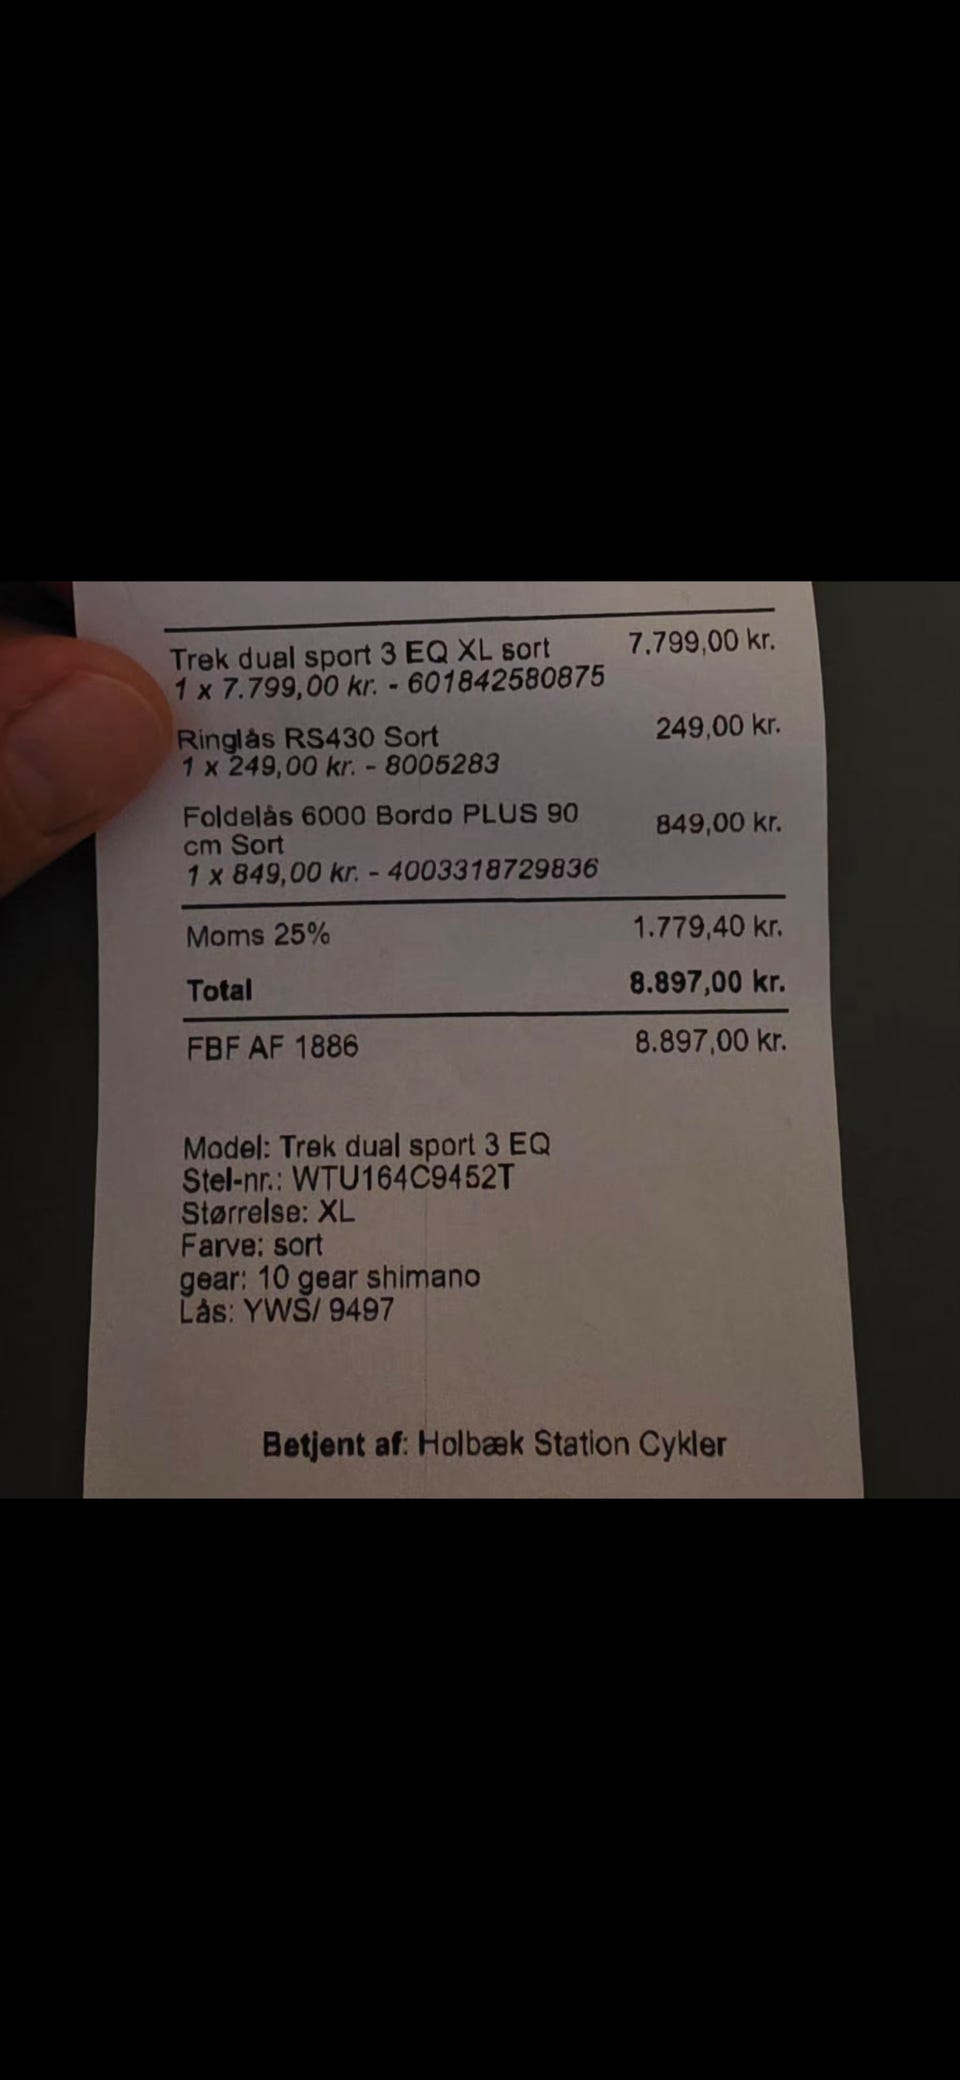 Trek dual sport 3 EQ XL sort 7.799,00 kr.
1 x 7.799,00 kr. - 601842580875
Ringlås RS430 Sort 249,00 kr.
1 x 249,00 kr. - 8005283
Foldelås 6000 Bordo PLUS 90 849,00 kr.
cm Sort
1 x 849,00 kr. - 4003318729836
Moms 25% 1.779,40 kr.
Total 8.897,00 kr.
FBF AF 1886 8.897,00 kr.
Model: Trek dual sport 3 EQ
Stel-nr.: WTU164C9452T
Størrelse: XL
Farve: sort
gear: 10 gear shimano
Lås: YWS/ 9497
Betjent af: Holbæk Station Cykler